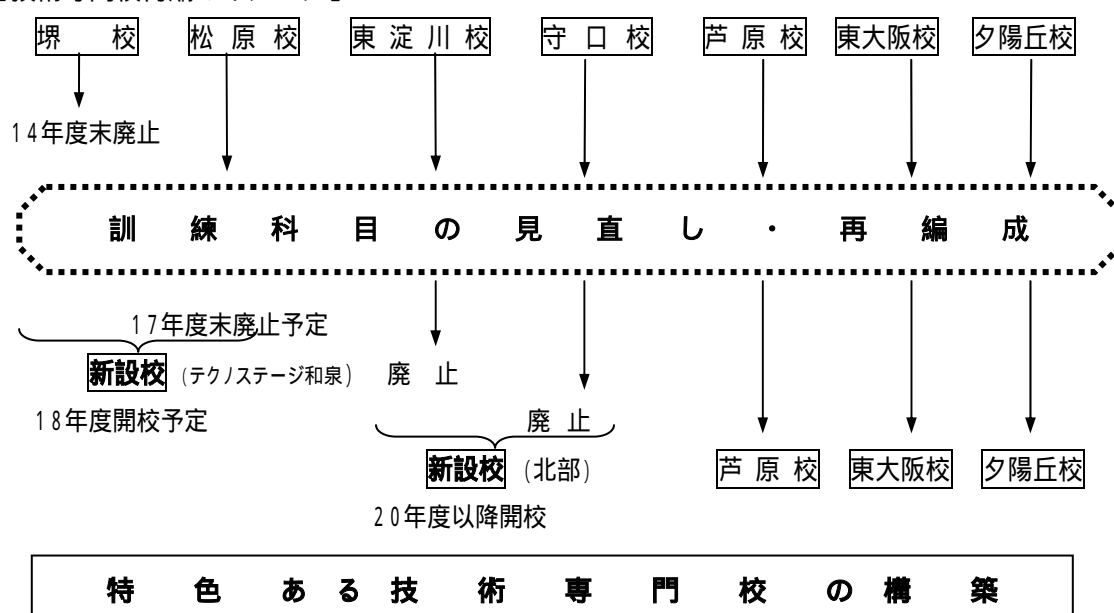 堺　校 松原校 東淀川校 守口校 芦原校 東大阪校 夕陽丘校
14年度末廃止
訓練科目の見直し・再編成
17年度末廃止予定
新設校 (テクノステージ和泉) 廃止
18年度開校予定 廃止
新設校 (北部) 芦原校 東大阪校 夕陽丘校
20年度以降開校
特色ある技術専門校の構築